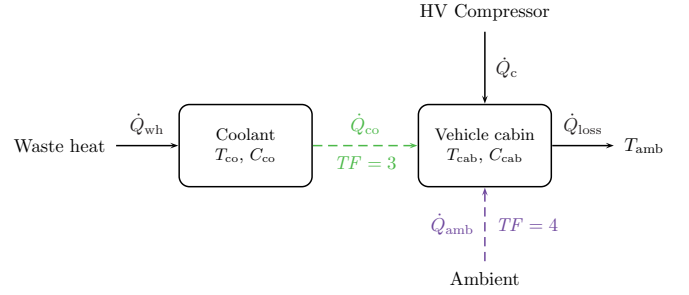 HV Compressor
Q̇c
Waste heat
Q̇wh
Coolant
Tco, Cco
Q̇co
TF = 3
Vehicle cabin
Tcab, Ccab
Q̇loss
Tamb
Q̇amb
TF = 4
Ambient